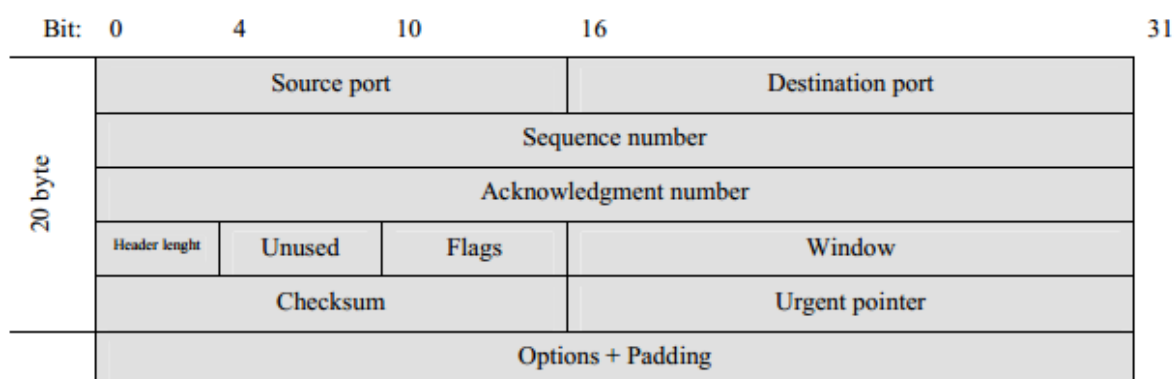 Bit: 0 4 10 16 31
Source port Destination port
Sequence number
20 byte
Acknowledgment number
Header lenght Unused Flags Window
Checksum Urgent pointer
Options + Padding